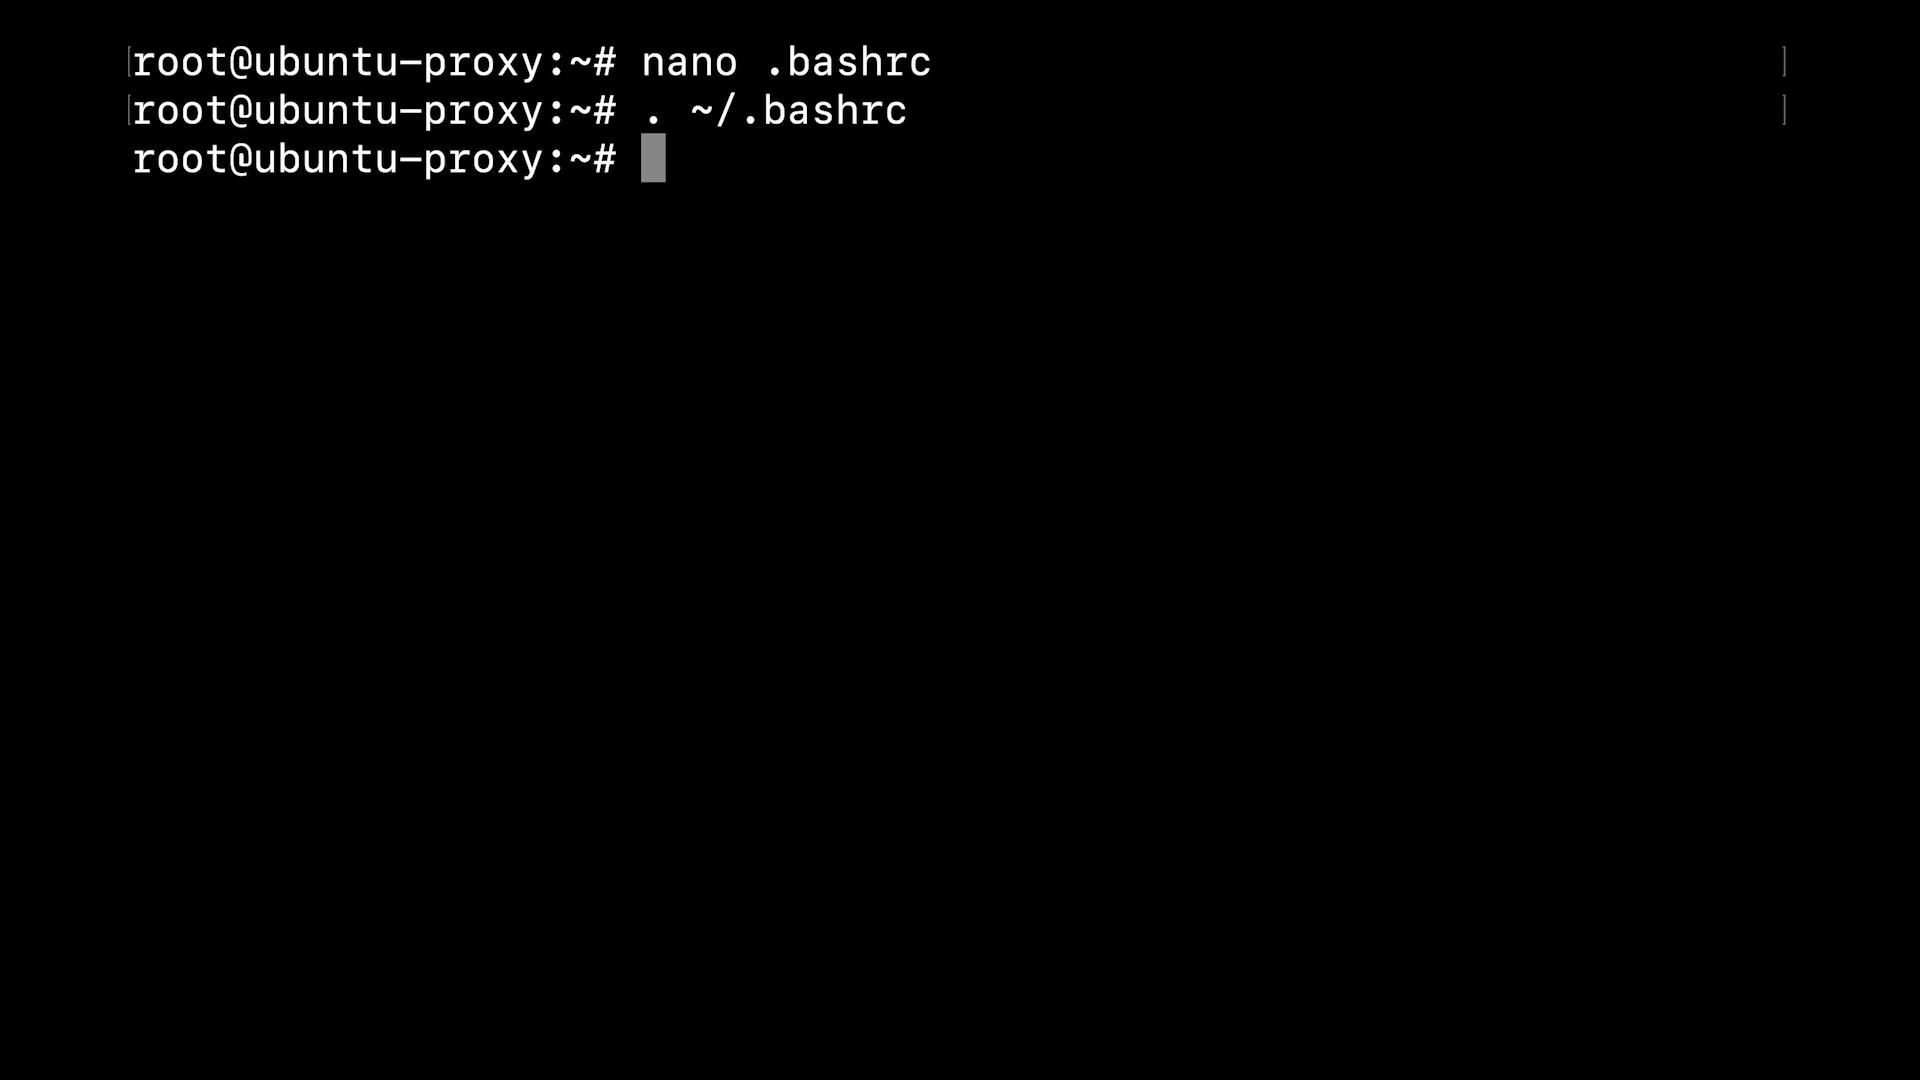 [root@ubuntu-proxy:~# nano .bashrc ]
[root@ubuntu-proxy:~# . ~/.bashrc ]
root@ubuntu-proxy:~#